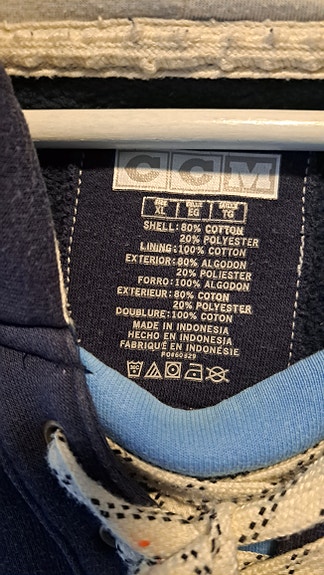 CCM
SIZE TALLA TAILLE
XL EG TG
SHELL: 80% COTTON
20% POLYESTER
LINING: 100% COTTON
EXTERIOR: 80% ALGODON
20% POLIESTER
FORRO: 100% ALGODON
EXTERIEUR: 80% COTON
20% POLYESTER
DOUBLURE: 100% COTON
MADE IN INDONESIA
HECHO EN INDONESIA
FABRIQUÉ EN INDONÉSIE
PO460829